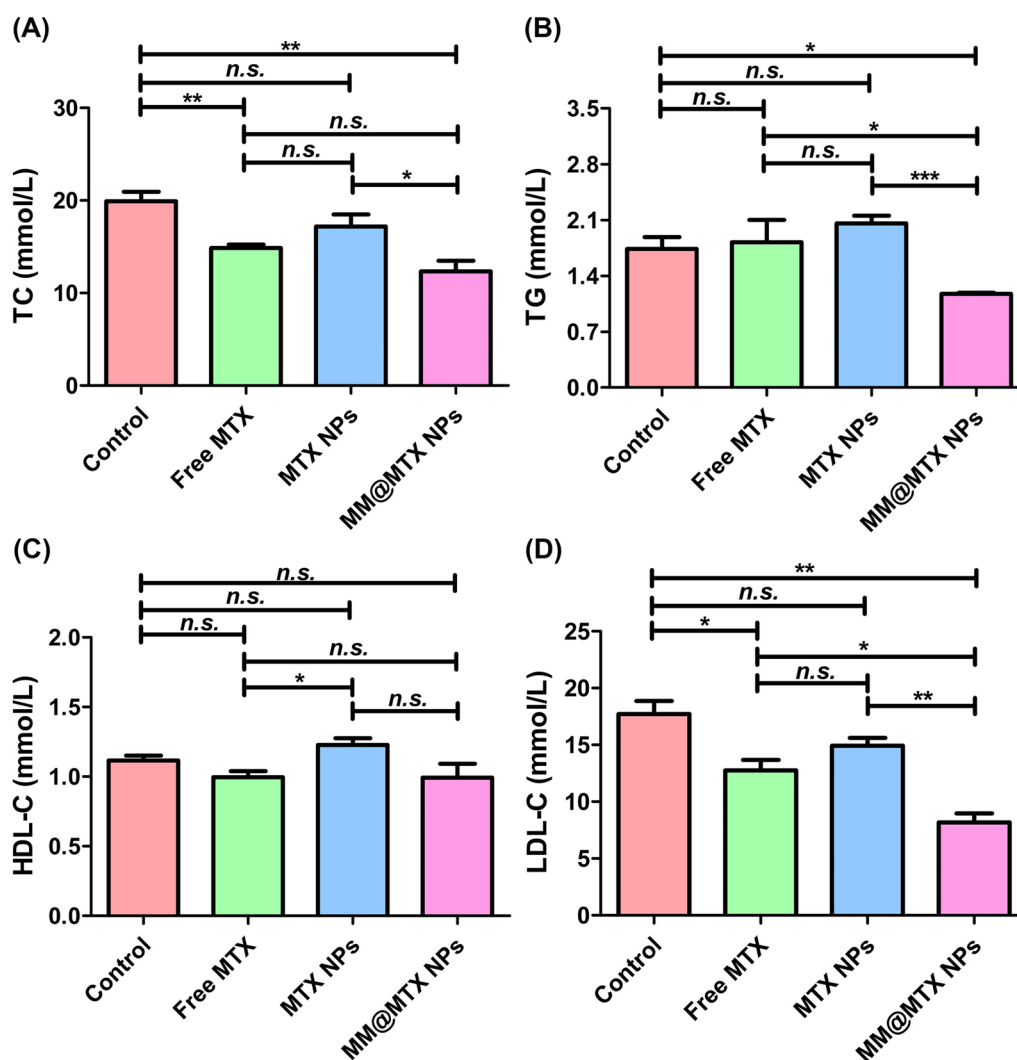 (A)
**
n.s.
**
n.s.
n.s.
*
TC (mmol/L)
30
20
10
0
Control
Free MTX
MTX NPs
MM@MTX NPs
(B)
*
n.s.
n.s.
*
n.s.
***
TG (mmol/L)
3.5
2.8
2.1
1.4
0.7
0.0
Control
Free MTX
MTX NPs
MM@MTX NPs
(C)
n.s.
n.s.
n.s.
n.s.
*
n.s.
HDL-C (mmol/L)
2.0
1.5
1.0
0.5
0.0
Control
Free MTX
MTX NPs
MM@MTX NPs
(D)
**
n.s.
*
*
n.s.
**
LDL-C (mmol/L)
25
20
15
10
5
0
Control
Free MTX
MTX NPs
MM@MTX NPs